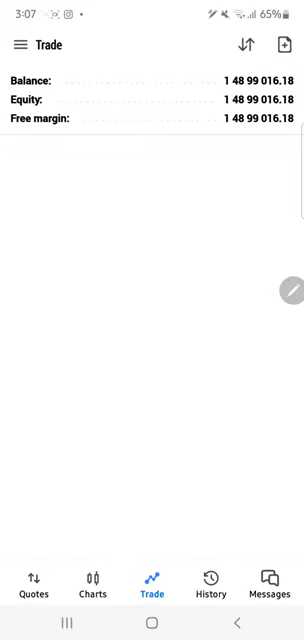 3:07
65%
Trade
Balance: 1 48 99 016.18
Equity: 1 48 99 016.18
Free margin: 1 48 99 016.18
Quotes
Charts
Trade
History
Messages